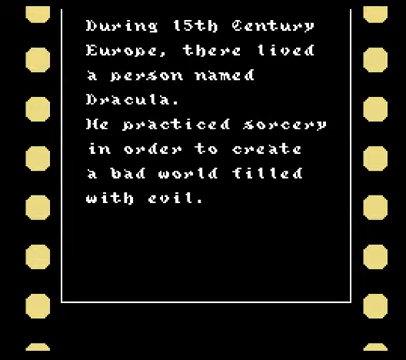 During 15th Century
Europe, there lived
a person named
Dracula.
He practiced sorcery
in order to create
a bad world filled
with evil.